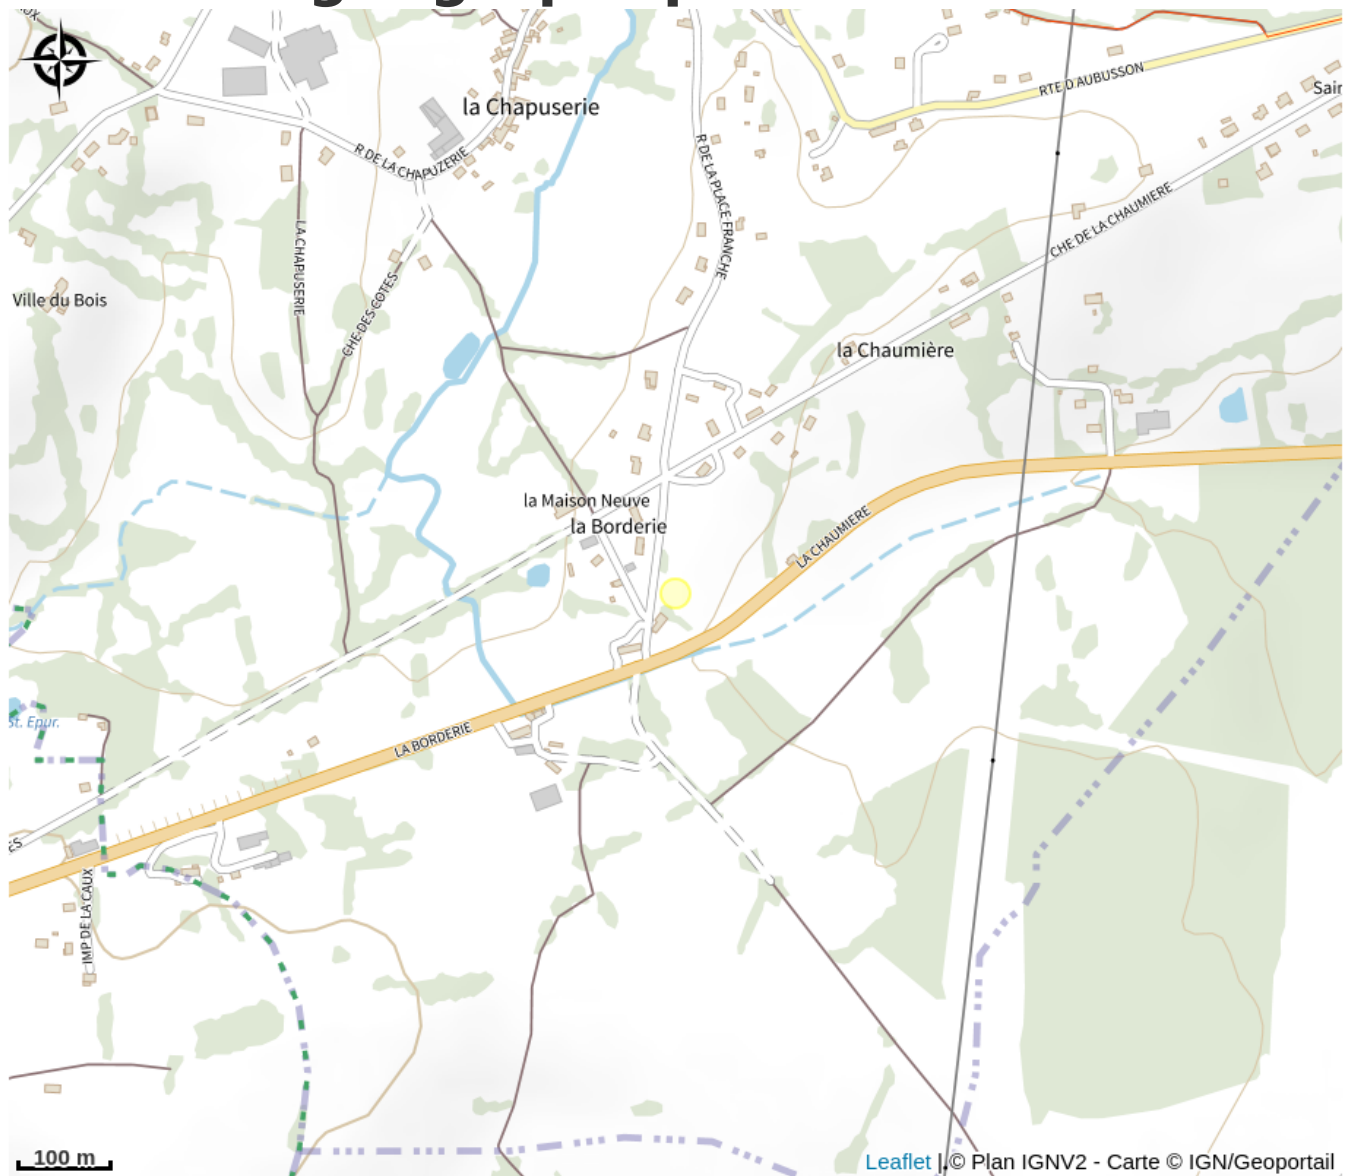 la Chapuserie
RTE D'AUBUSSON
Sain
R DE LA CHAPUZERIE
R DE LA PLACE FRANCHE
CHE DE LA CHAUMIERE
LA CHAPUSERIE
CHE DES COTES
Ville du Bois
la Chaumière
la Maison Neuve
la Borderie
LA CHAUMIERE
St. Epur.
LA BORDERIE
ES
IMP DE LA CAUX
100 m
Leaflet | © Plan IGNV2 - Carte © IGN/Geoportail